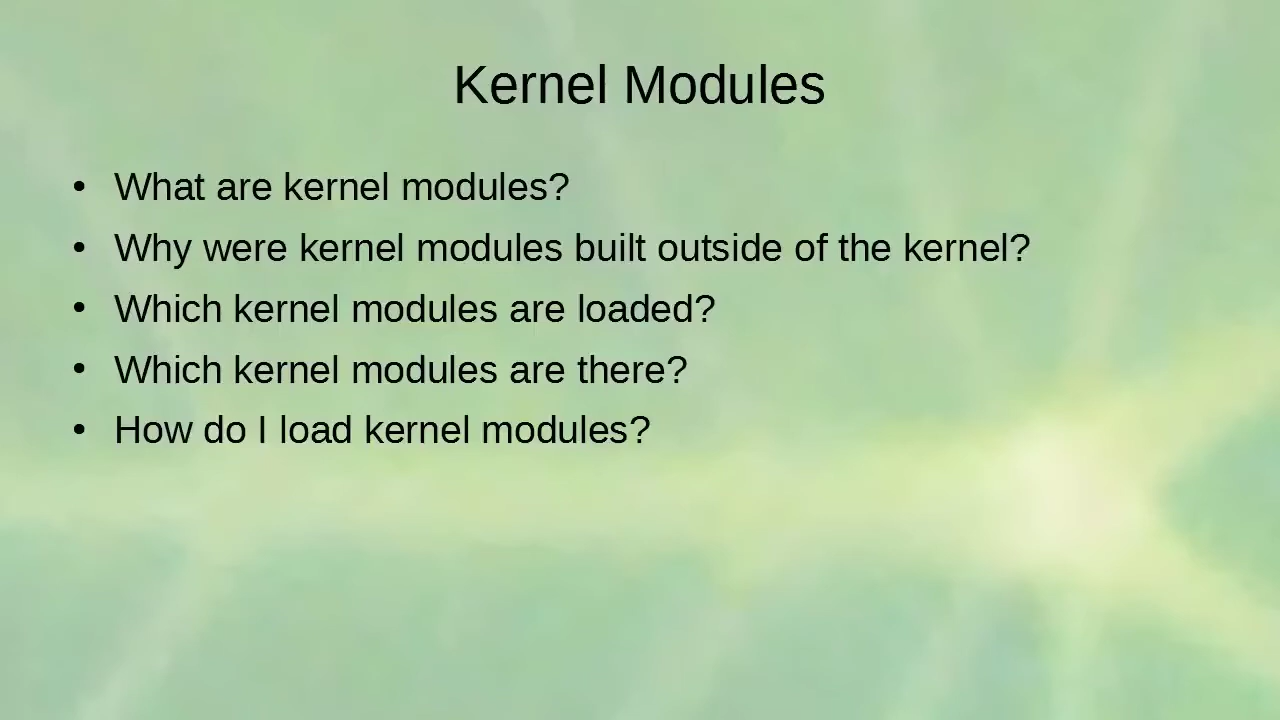 Kernel Modules
• What are kernel modules?
• Why were kernel modules built outside of the kernel?
• Which kernel modules are loaded?
• Which kernel modules are there?
• How do I load kernel modules?